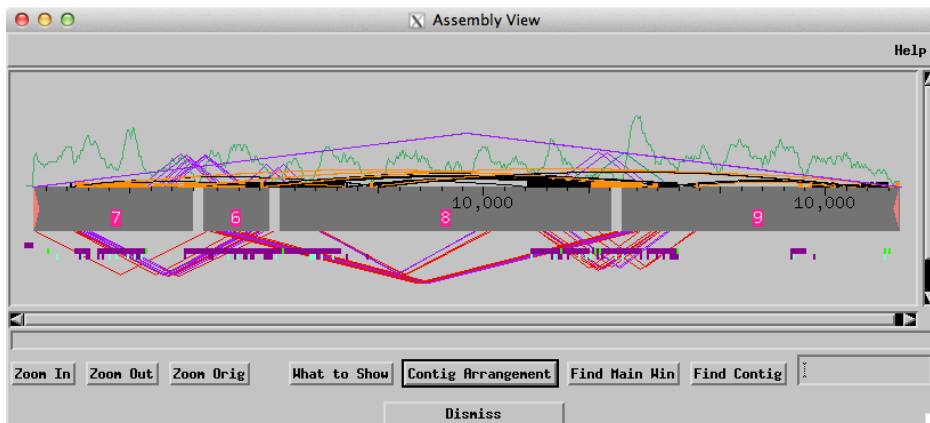 Assembly View
Help
10,000 10,000
7 6 8 9
Zoom In Zoom Out Zoom Orig What to Show Contig Arrangement Find Main Win Find Contig
Dismiss